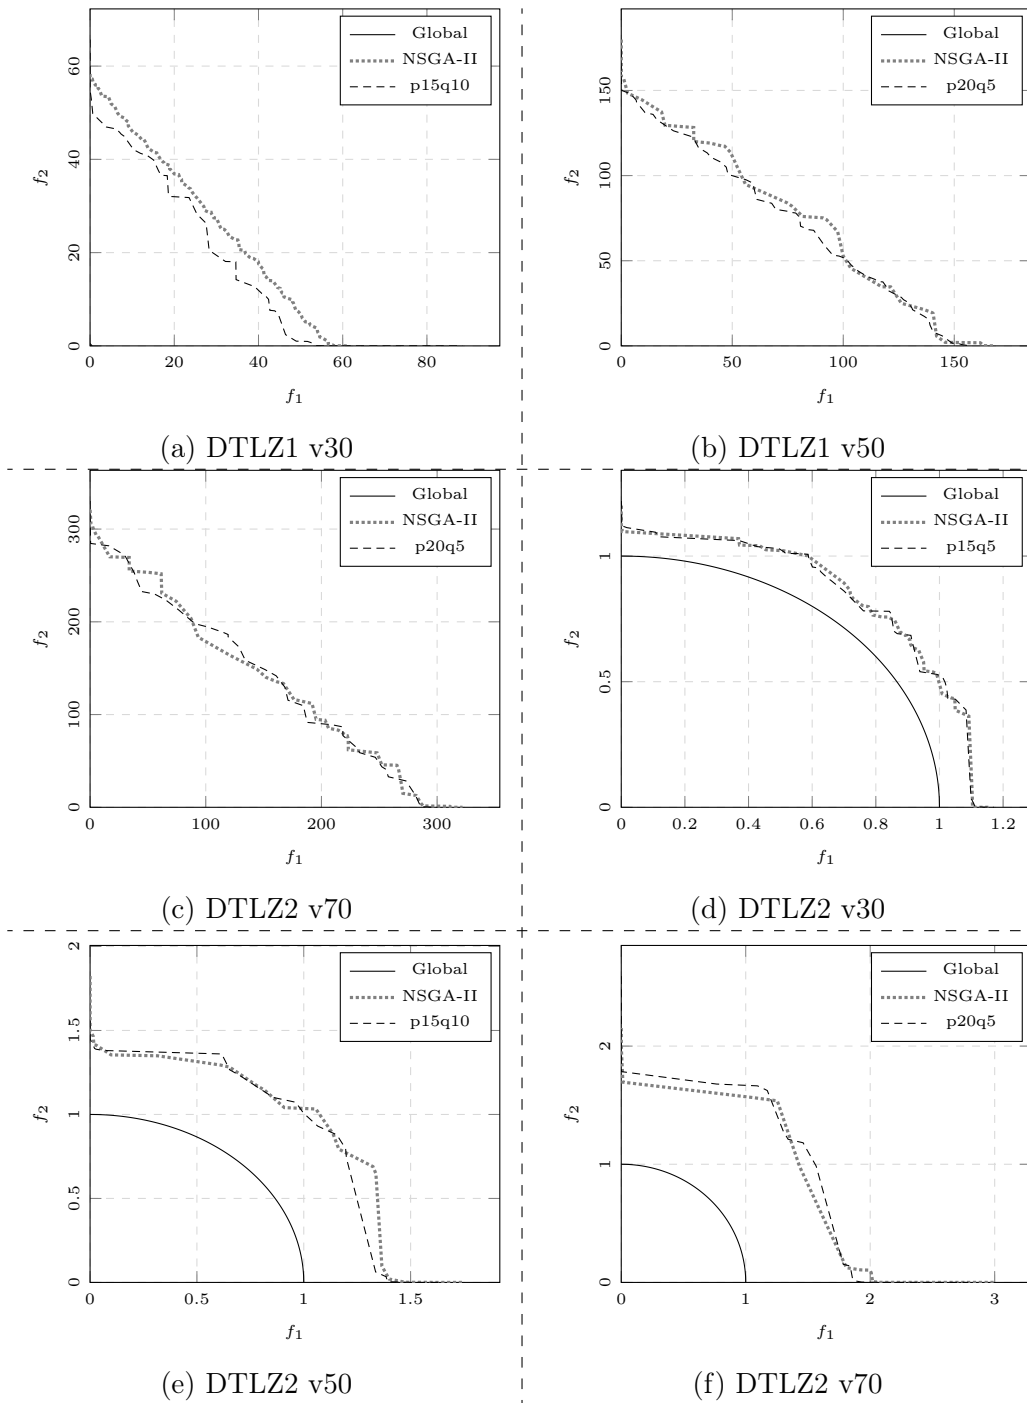 Global
NSGA-II
p15q10
60
40
20
0
f2
0 20 40 60 80
f1
(a) DTLZ1 v30
Global
NSGA-II
p20q5
150
100
50
0
f2
0 50 100 150
f1
(b) DTLZ1 v50
Global
NSGA-II
p20q5
300
200
100
0
f2
0 100 200 300
f1
(c) DTLZ2 v70
Global
NSGA-II
p15q5
1
0.5
0
f2
0 0.2 0.4 0.6 0.8 1 1.2
f1
(d) DTLZ2 v30
Global
NSGA-II
p15q10
2
1.5
1
0.5
0
f2
0 0.5 1 1.5
f1
(e) DTLZ2 v50
Global
NSGA-II
p20q5
2
1
0
f2
0 1 2 3
f1
(f) DTLZ2 v70